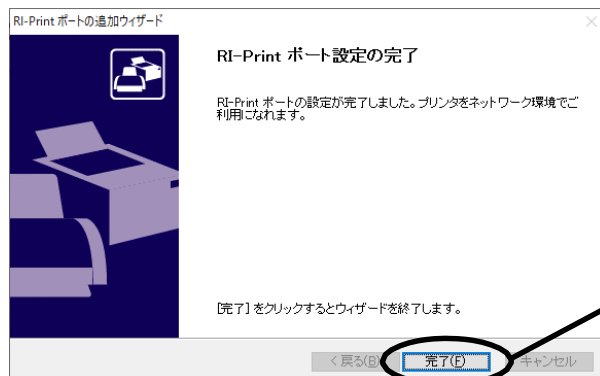 RI-Print ポートの追加ウィザード
RI-Print ポート設定の完了
RI-Print ポートの設定が完了しました。プリンタをネットワーク環境でご
利用になれます。
[完了] をクリックするとウィザードを終了します。
< 戻る(B)
完了(F)
キャンセル